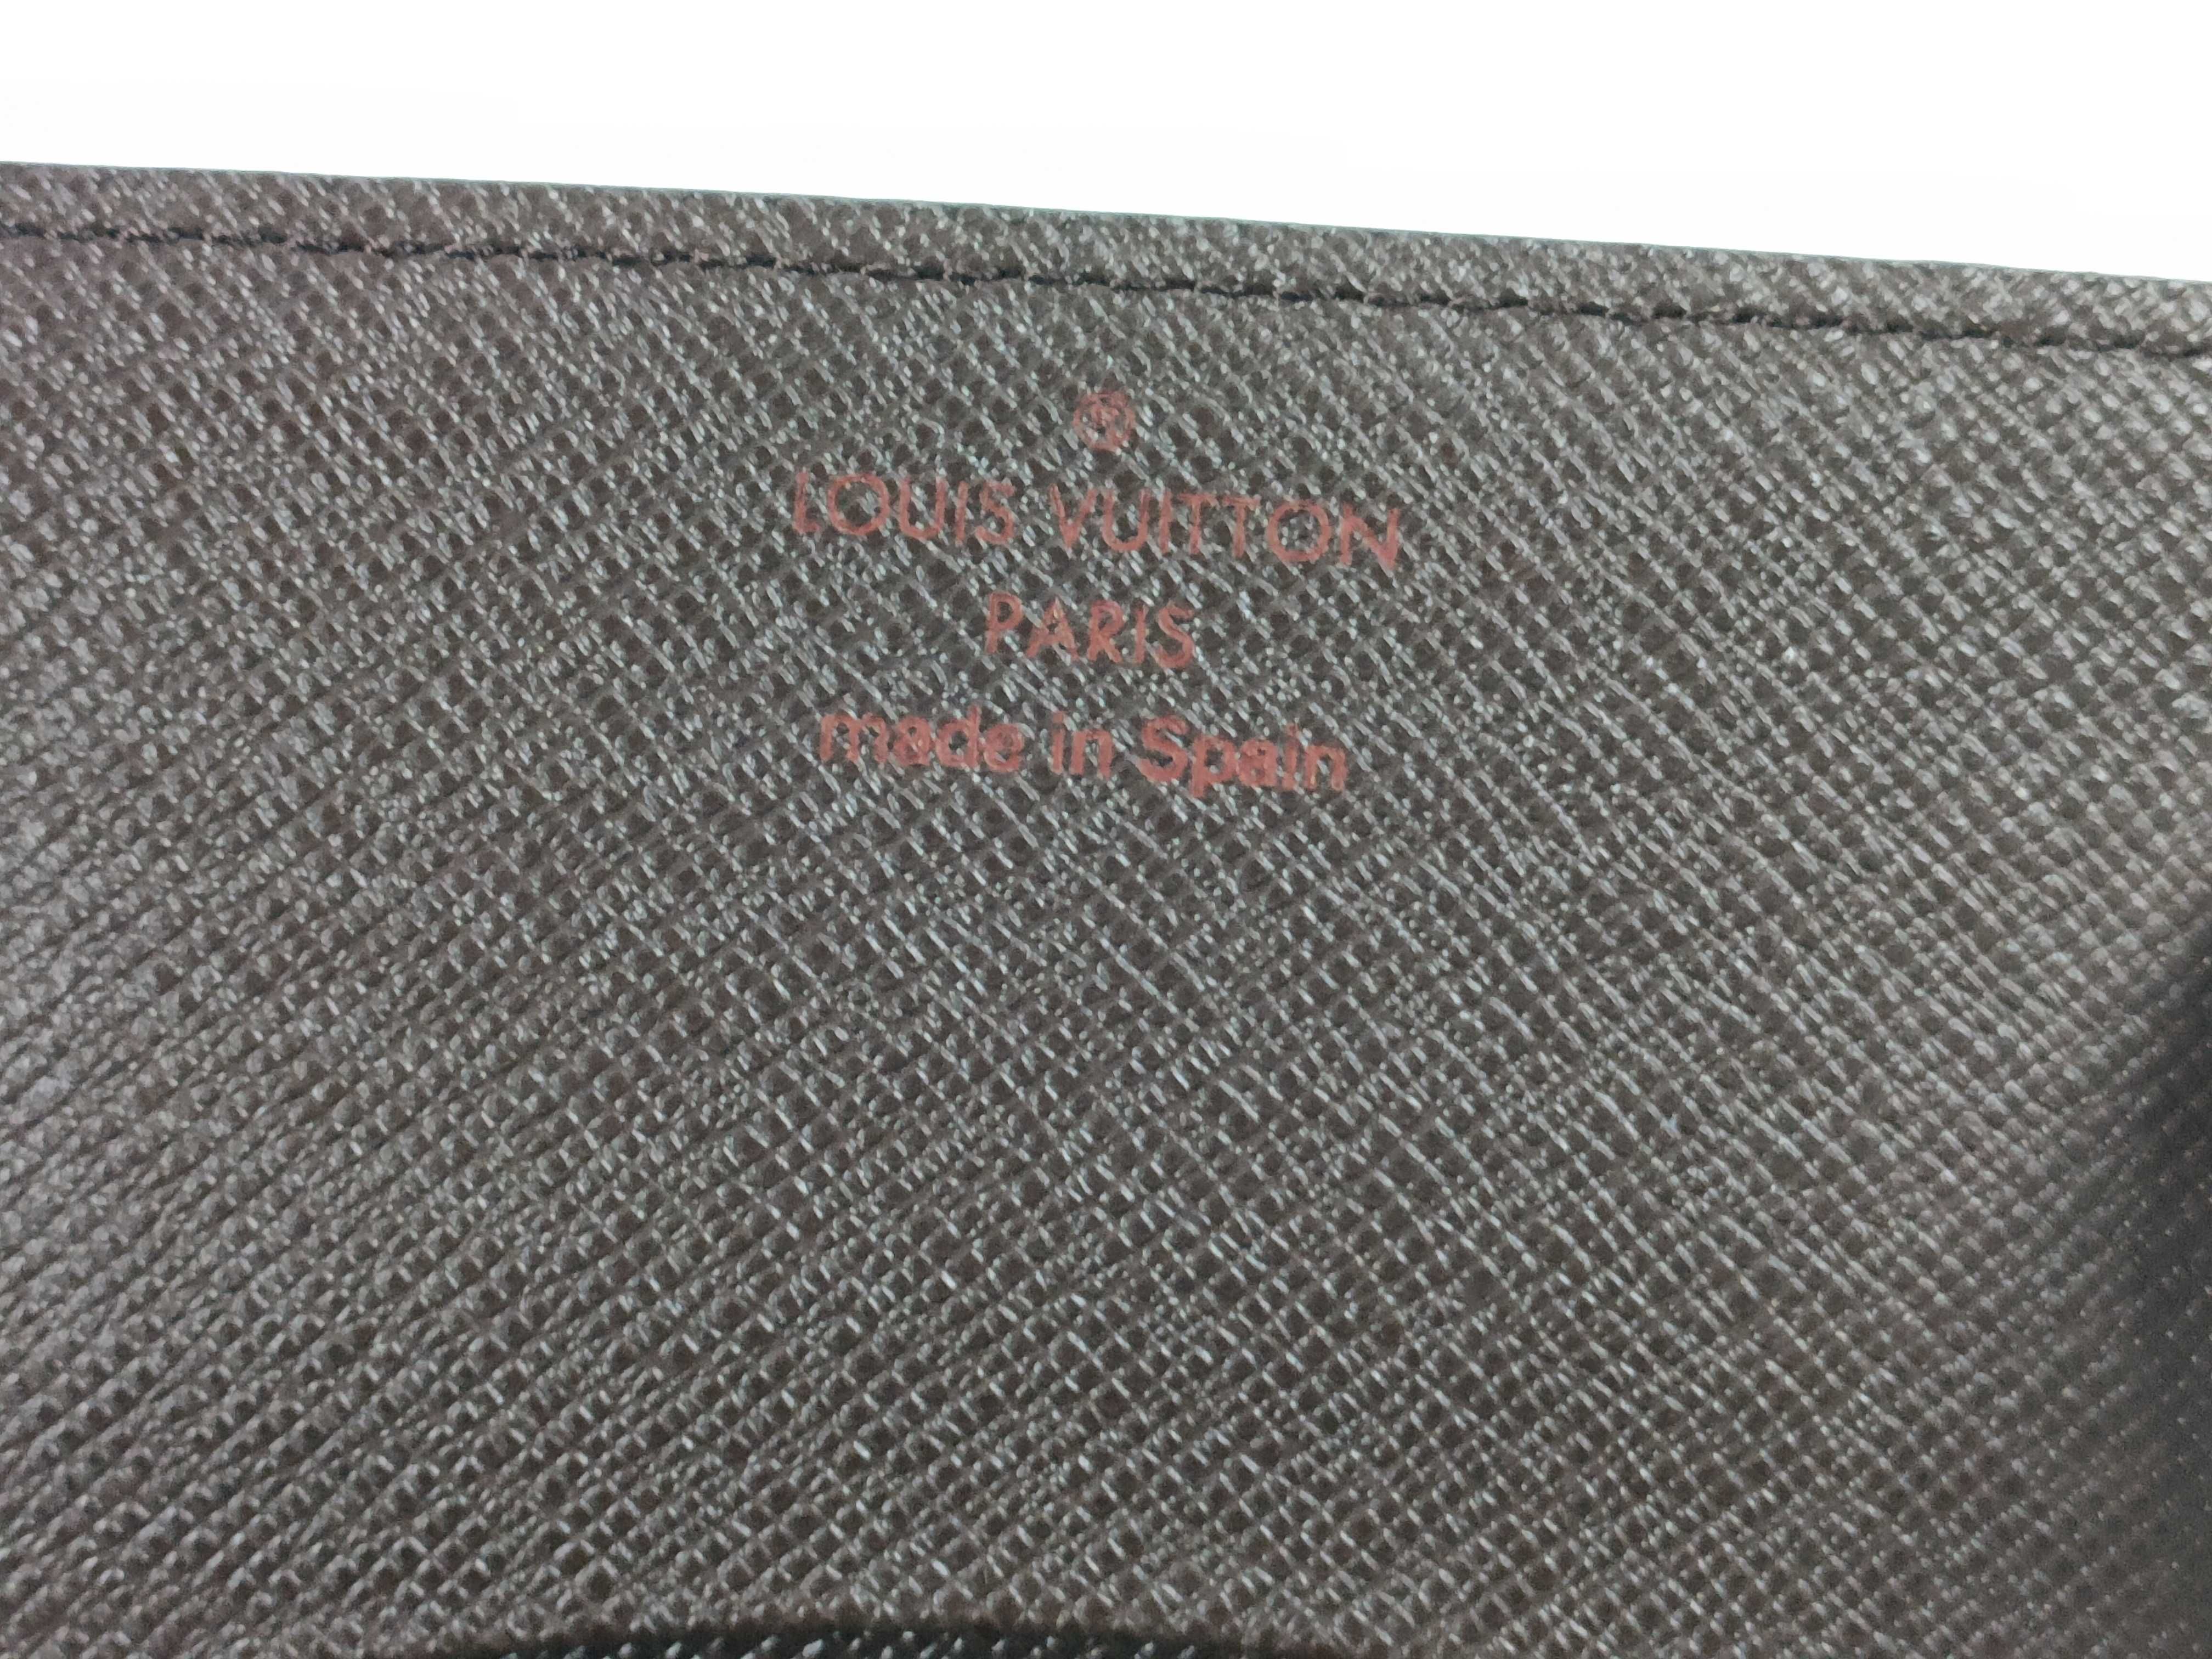 ®
LOUIS VUITTON
PARIS
made in Spain